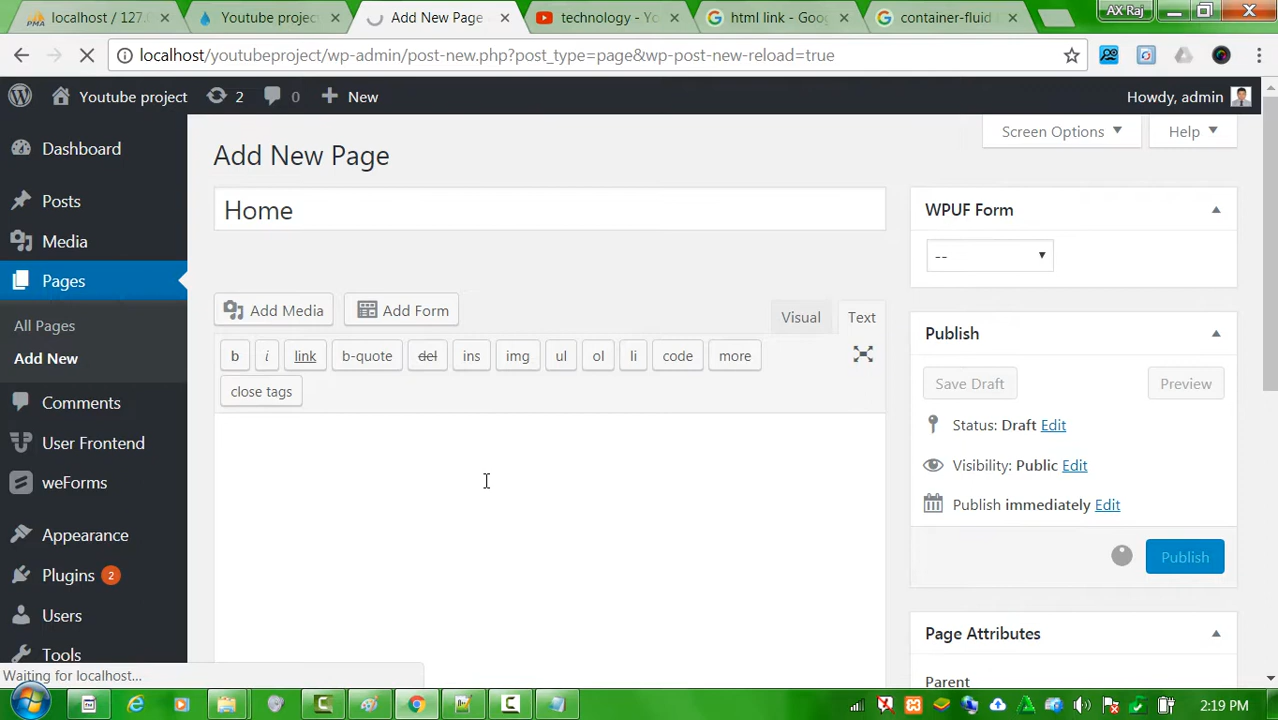 localhost / 127.0
Youtube project
Add New Page
technology - Yo
html link - Goog
container-fluid
AX Raj
localhost/youtubeproject/wp-admin/post-new.php?post_type=page&wp-post-new-reload=true
Youtube project
2
0
New
Howdy, admin
Dashboard
Posts
Media
Pages
All Pages
Add New
Comments
User Frontend
weForms
Appearance
Plugins 2
Users
Tools
Screen Options
Help
Add New Page
Home
Add Media
Add Form
Visual
Text
b
i
link
b-quote
del
ins
img
ul
ol
li
code
more
close tags
WPUF Form
--
Publish
Save Draft
Preview
Status: Draft Edit
Visibility: Public Edit
Publish immediately Edit
Publish
Page Attributes
Parent
Waiting for localhost...
2:19 PM